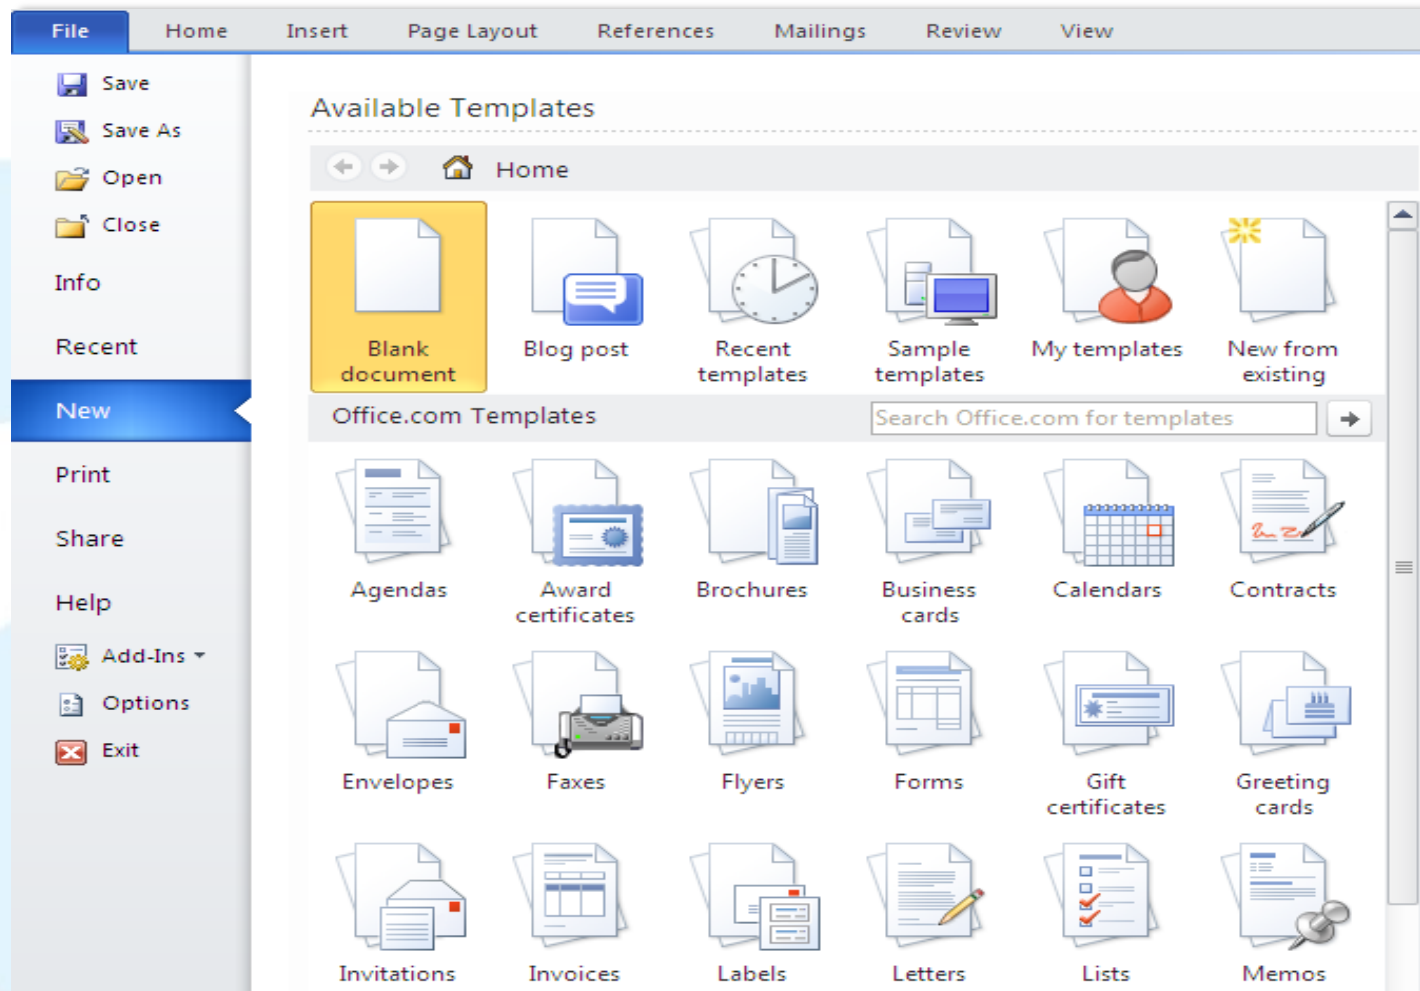 File Home Insert Page Layout References Mailings Review View
Save
Save As
Open
Close
Info
Recent
New
Print
Share
Help
Add-Ins
Options
Exit
Available Templates
Home
Blank document
Blog post
Recent templates
Sample templates
My templates
New from existing
Office.com Templates
Search Office.com for templates
Agendas
Award certificates
Brochures
Business cards
Calendars
Contracts
Envelopes
Faxes
Flyers
Forms
Gift certificates
Greeting cards
Invitations
Invoices
Labels
Letters
Lists
Memos